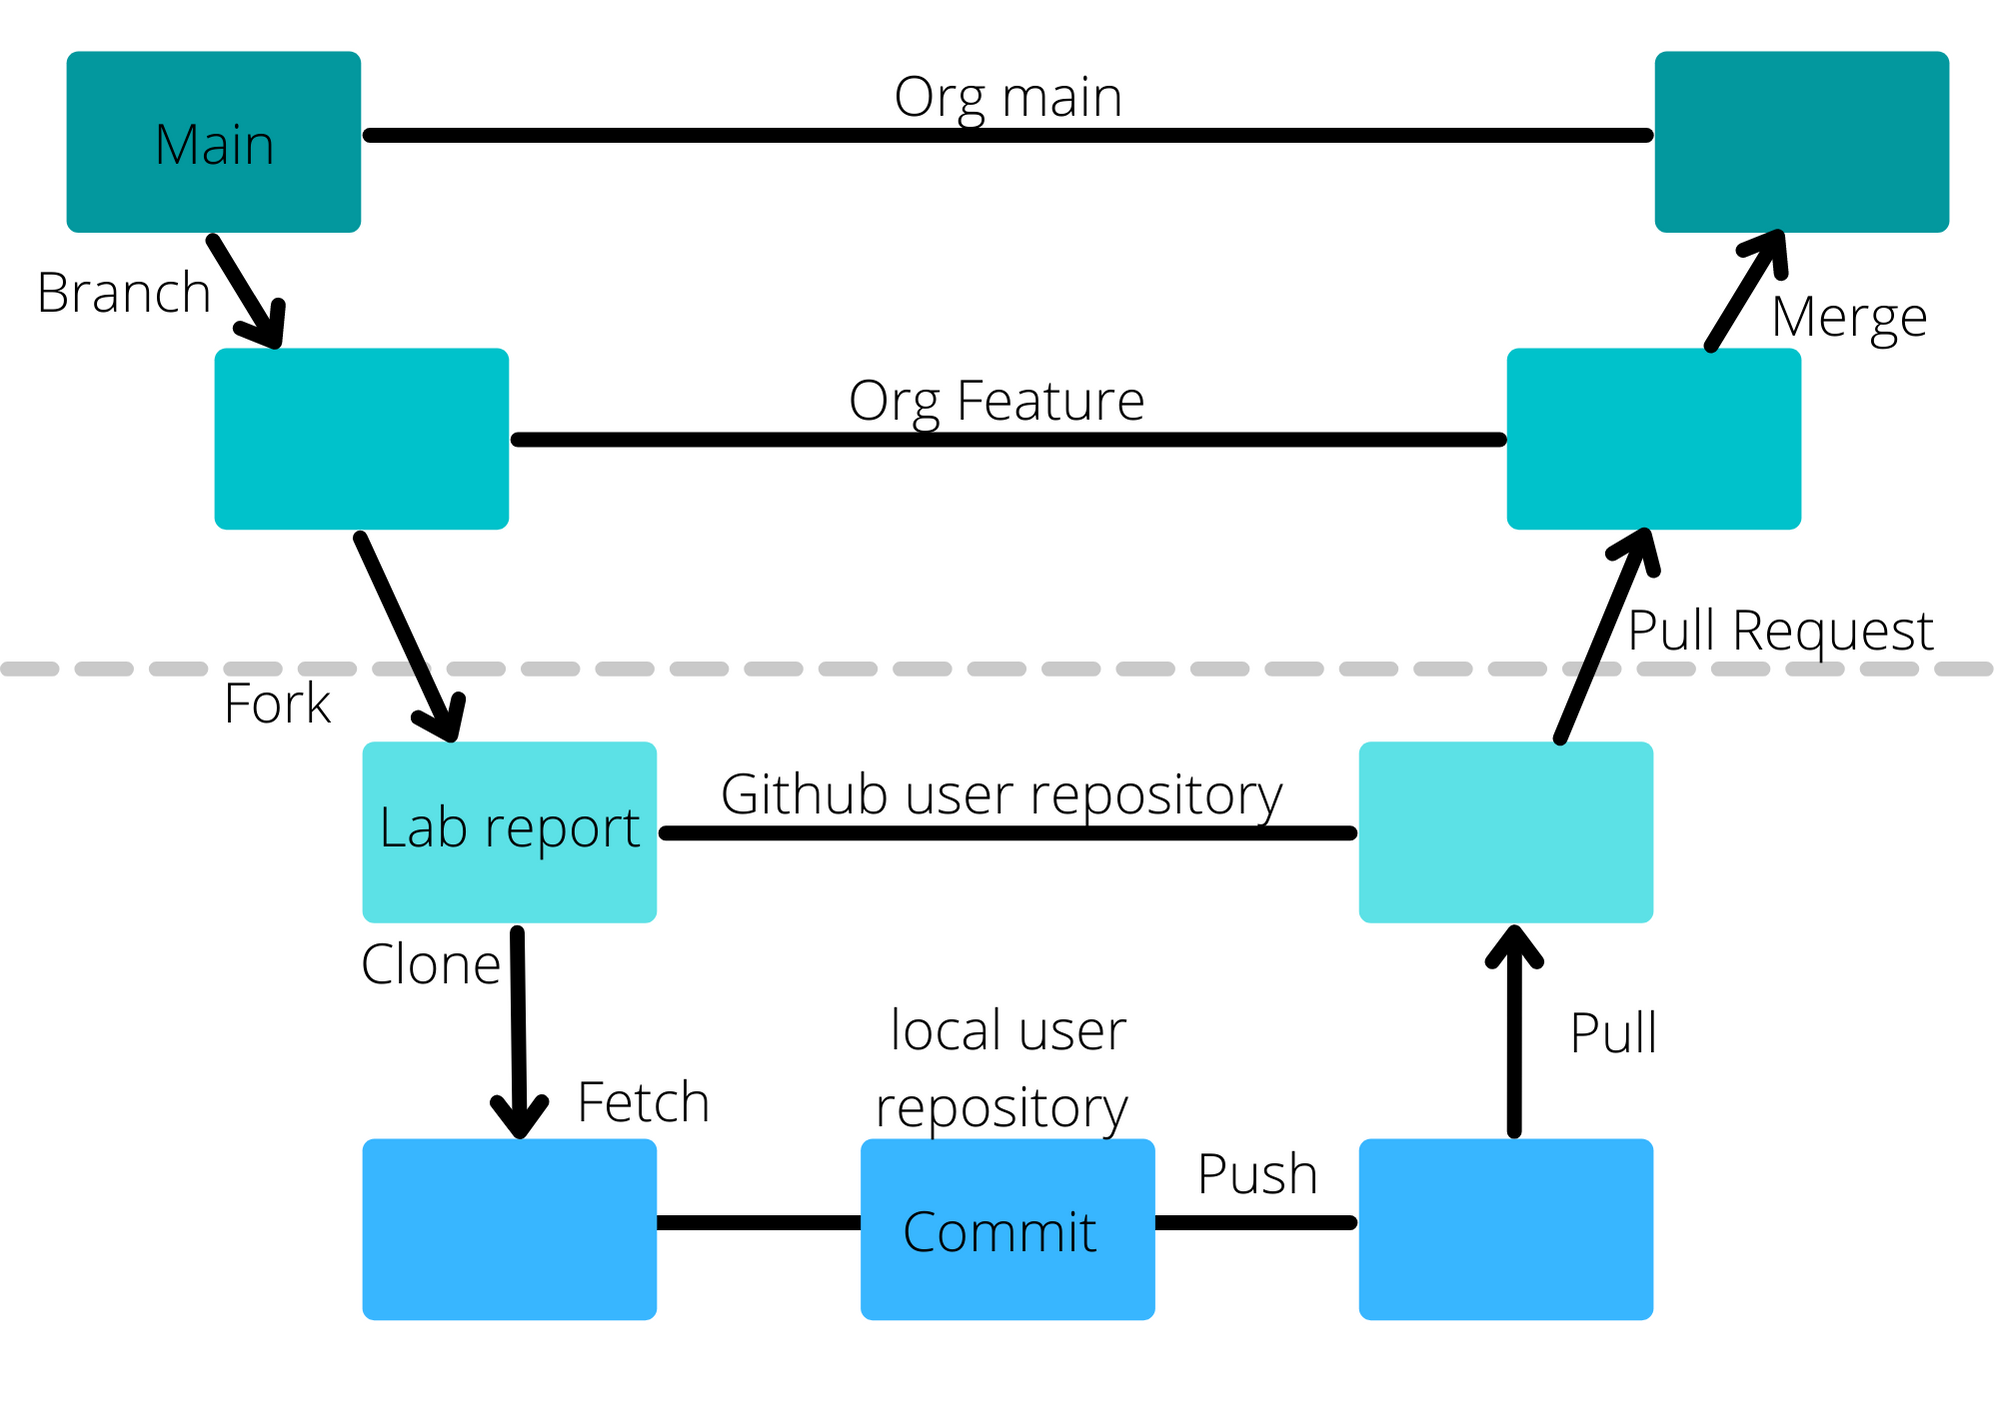 Org main
Main
Branch
Merge
Org Feature
Pull Request
Fork
Github user repository
Lab report
Clone
local user
repository
Pull
Fetch
Push
Commit